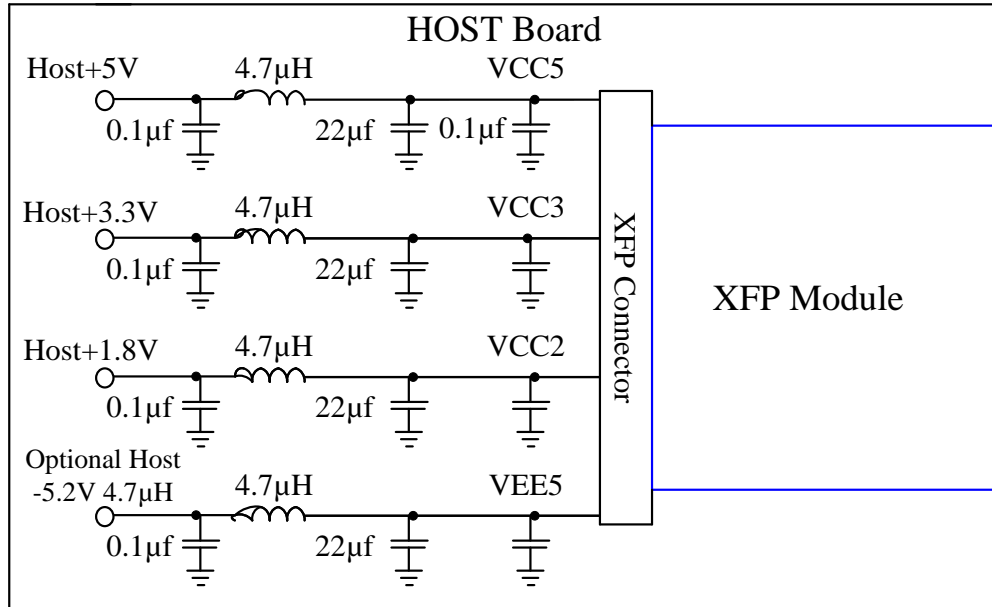 HOST Board
Host+5V
4.7µH
VCC5
0.1µf
22µf
0.1µf
Host+3.3V
4.7µH
VCC3
0.1µf
22µf
Host+1.8V
4.7µH
VCC2
0.1µf
22µf
Optional Host
-5.2V 4.7µH
4.7µH
VEE5
0.1µf
22µf
XFP Connector
XFP Module